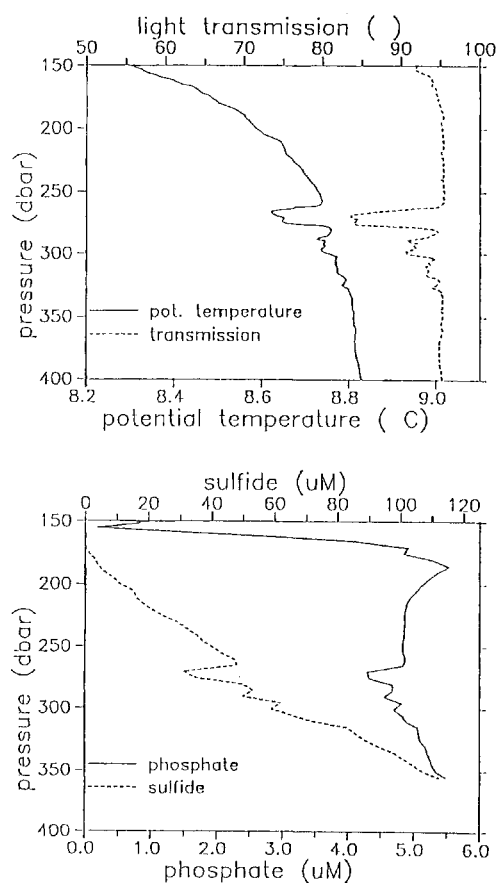 light transmission ( )
50 60 70 80 90 100
150
200
250
300
350
400
pressure (dbar)
pot. temperature
transmission
8.2 8.4 8.6 8.8 9.0
potential temperature ( C)
sulfide (uM)
0 20 40 60 80 100 120
150
200
250
300
350
400
pressure (dbar)
phosphate
sulfide
0.0 1.0 2.0 3.0 4.0 5.0 6.0
phosphate (uM)